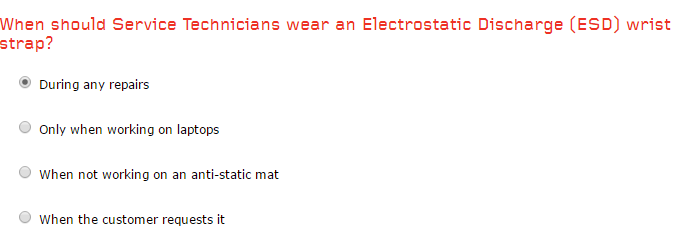 When should Service Technicians wear an Electrostatic Discharge (ESD) wrist
strap?
During any repairs
Only when working on laptops
When not working on an anti-static mat
When the customer requests it